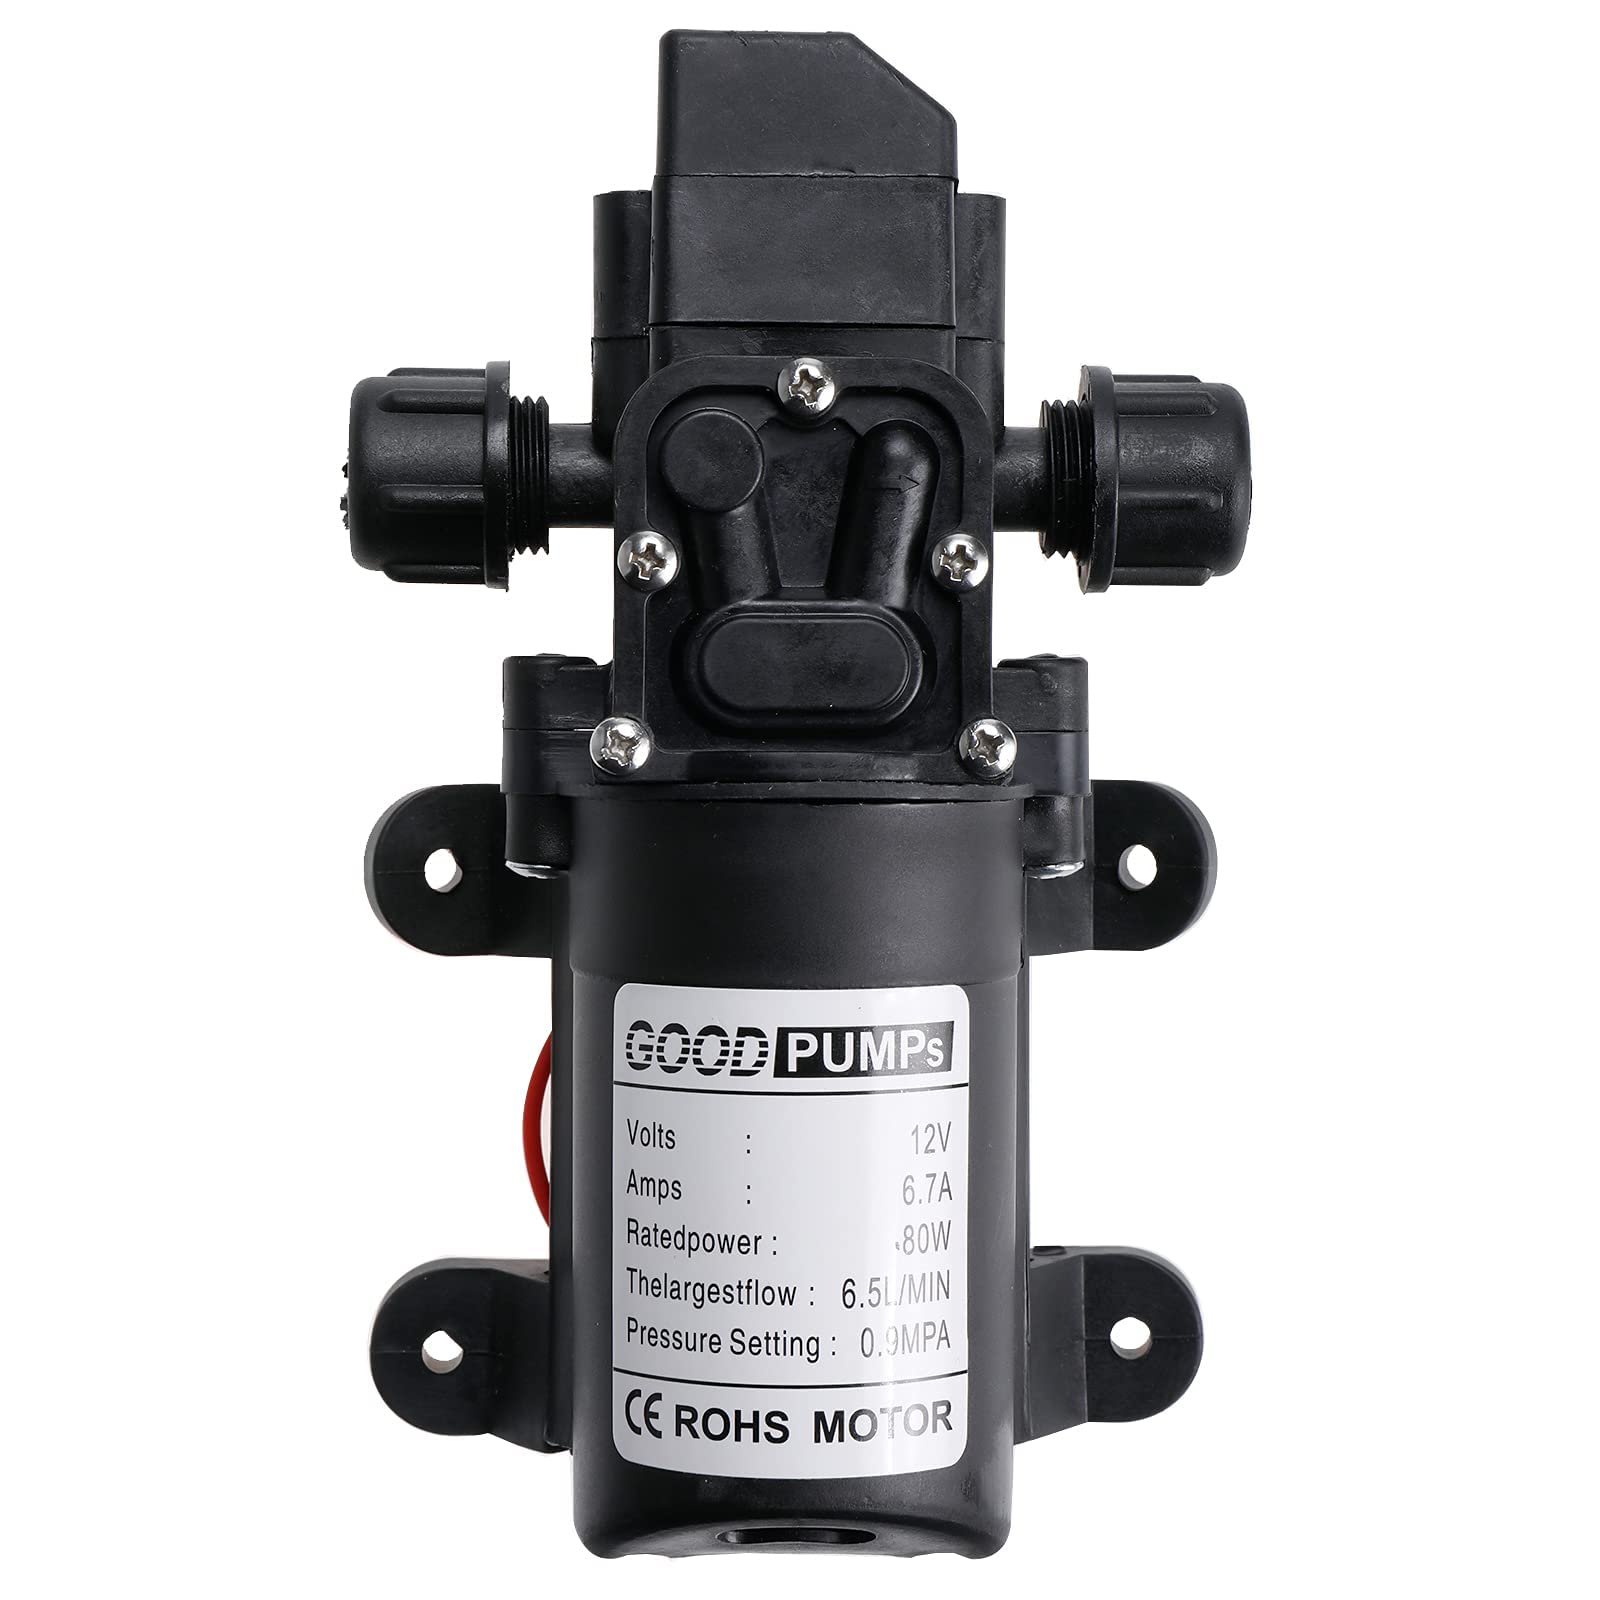 GOOD PUMPs
Volts : 12V
Amps : 6.7A
Ratedpower : 80W
Thelargestflow : 6.5L/MIN
Pressure Setting : 0.9MPA
CE ROHS MOTOR